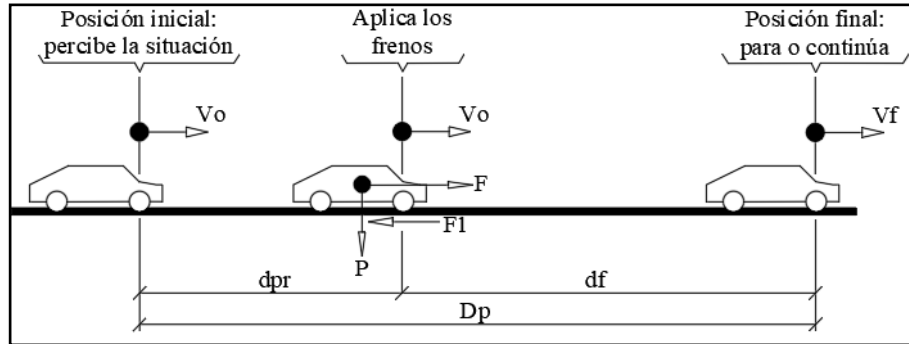 Posición inicial:
percibe la situación
Aplica los
frenos
Posición final:
para o continúa
Vo
Vo
Vf
F
F1
P
dpr
df
Dp